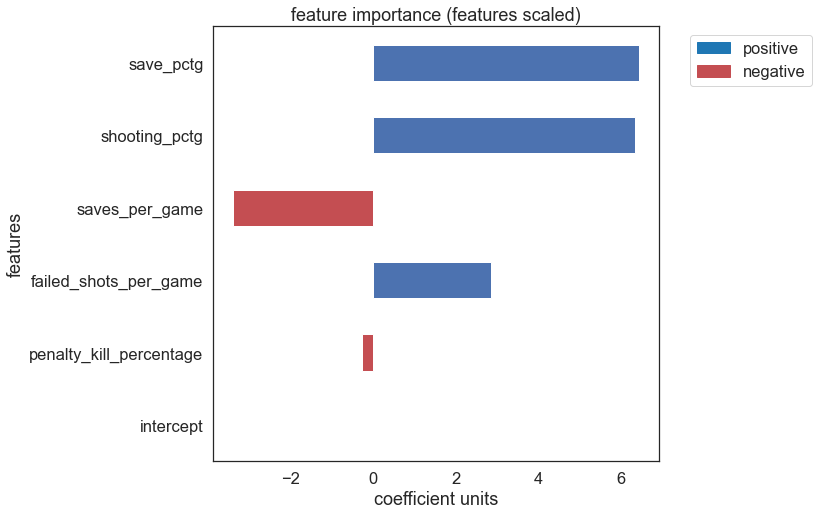 feature importance (features scaled)
positive
negative
save_pctg
shooting_pctg
saves_per_game
failed_shots_per_game
penalty_kill_percentage
intercept
features
−2 0 2 4 6
coefficient units